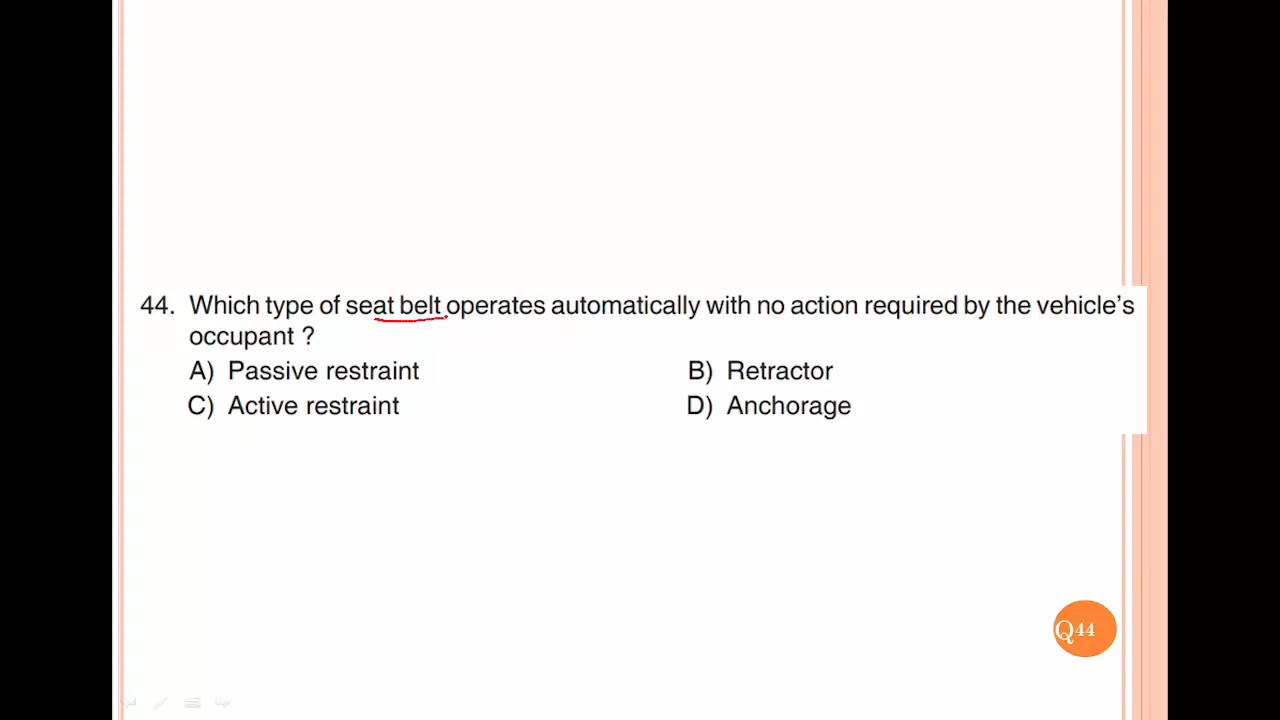 44. Which type of seat belt operates automatically with no action required by the vehicle’s
occupant ?
A) Passive restraint B) Retractor
C) Active restraint D) Anchorage
Q44